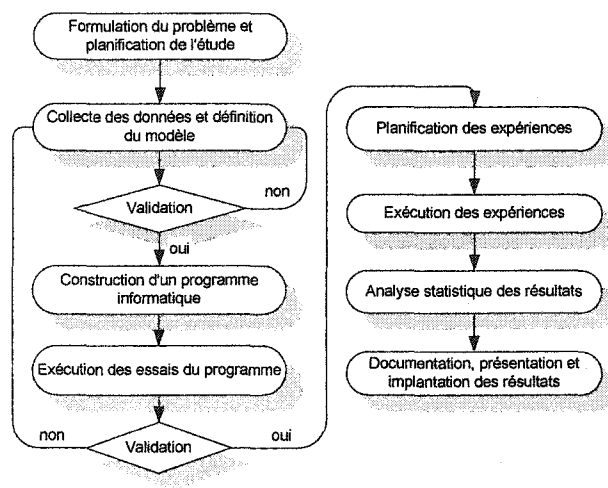 Formulation du problème et
planification de l'étude
Collecte des données et définition
du modèle
Validation
non
oui
Construction d'un programme
informatique
Exécution des essais du programme
non
Validation
oui
Planification des expériences
Exécution des expériences
Analyse statistique des résultats
Documentation, présentation et
implantation des résultats